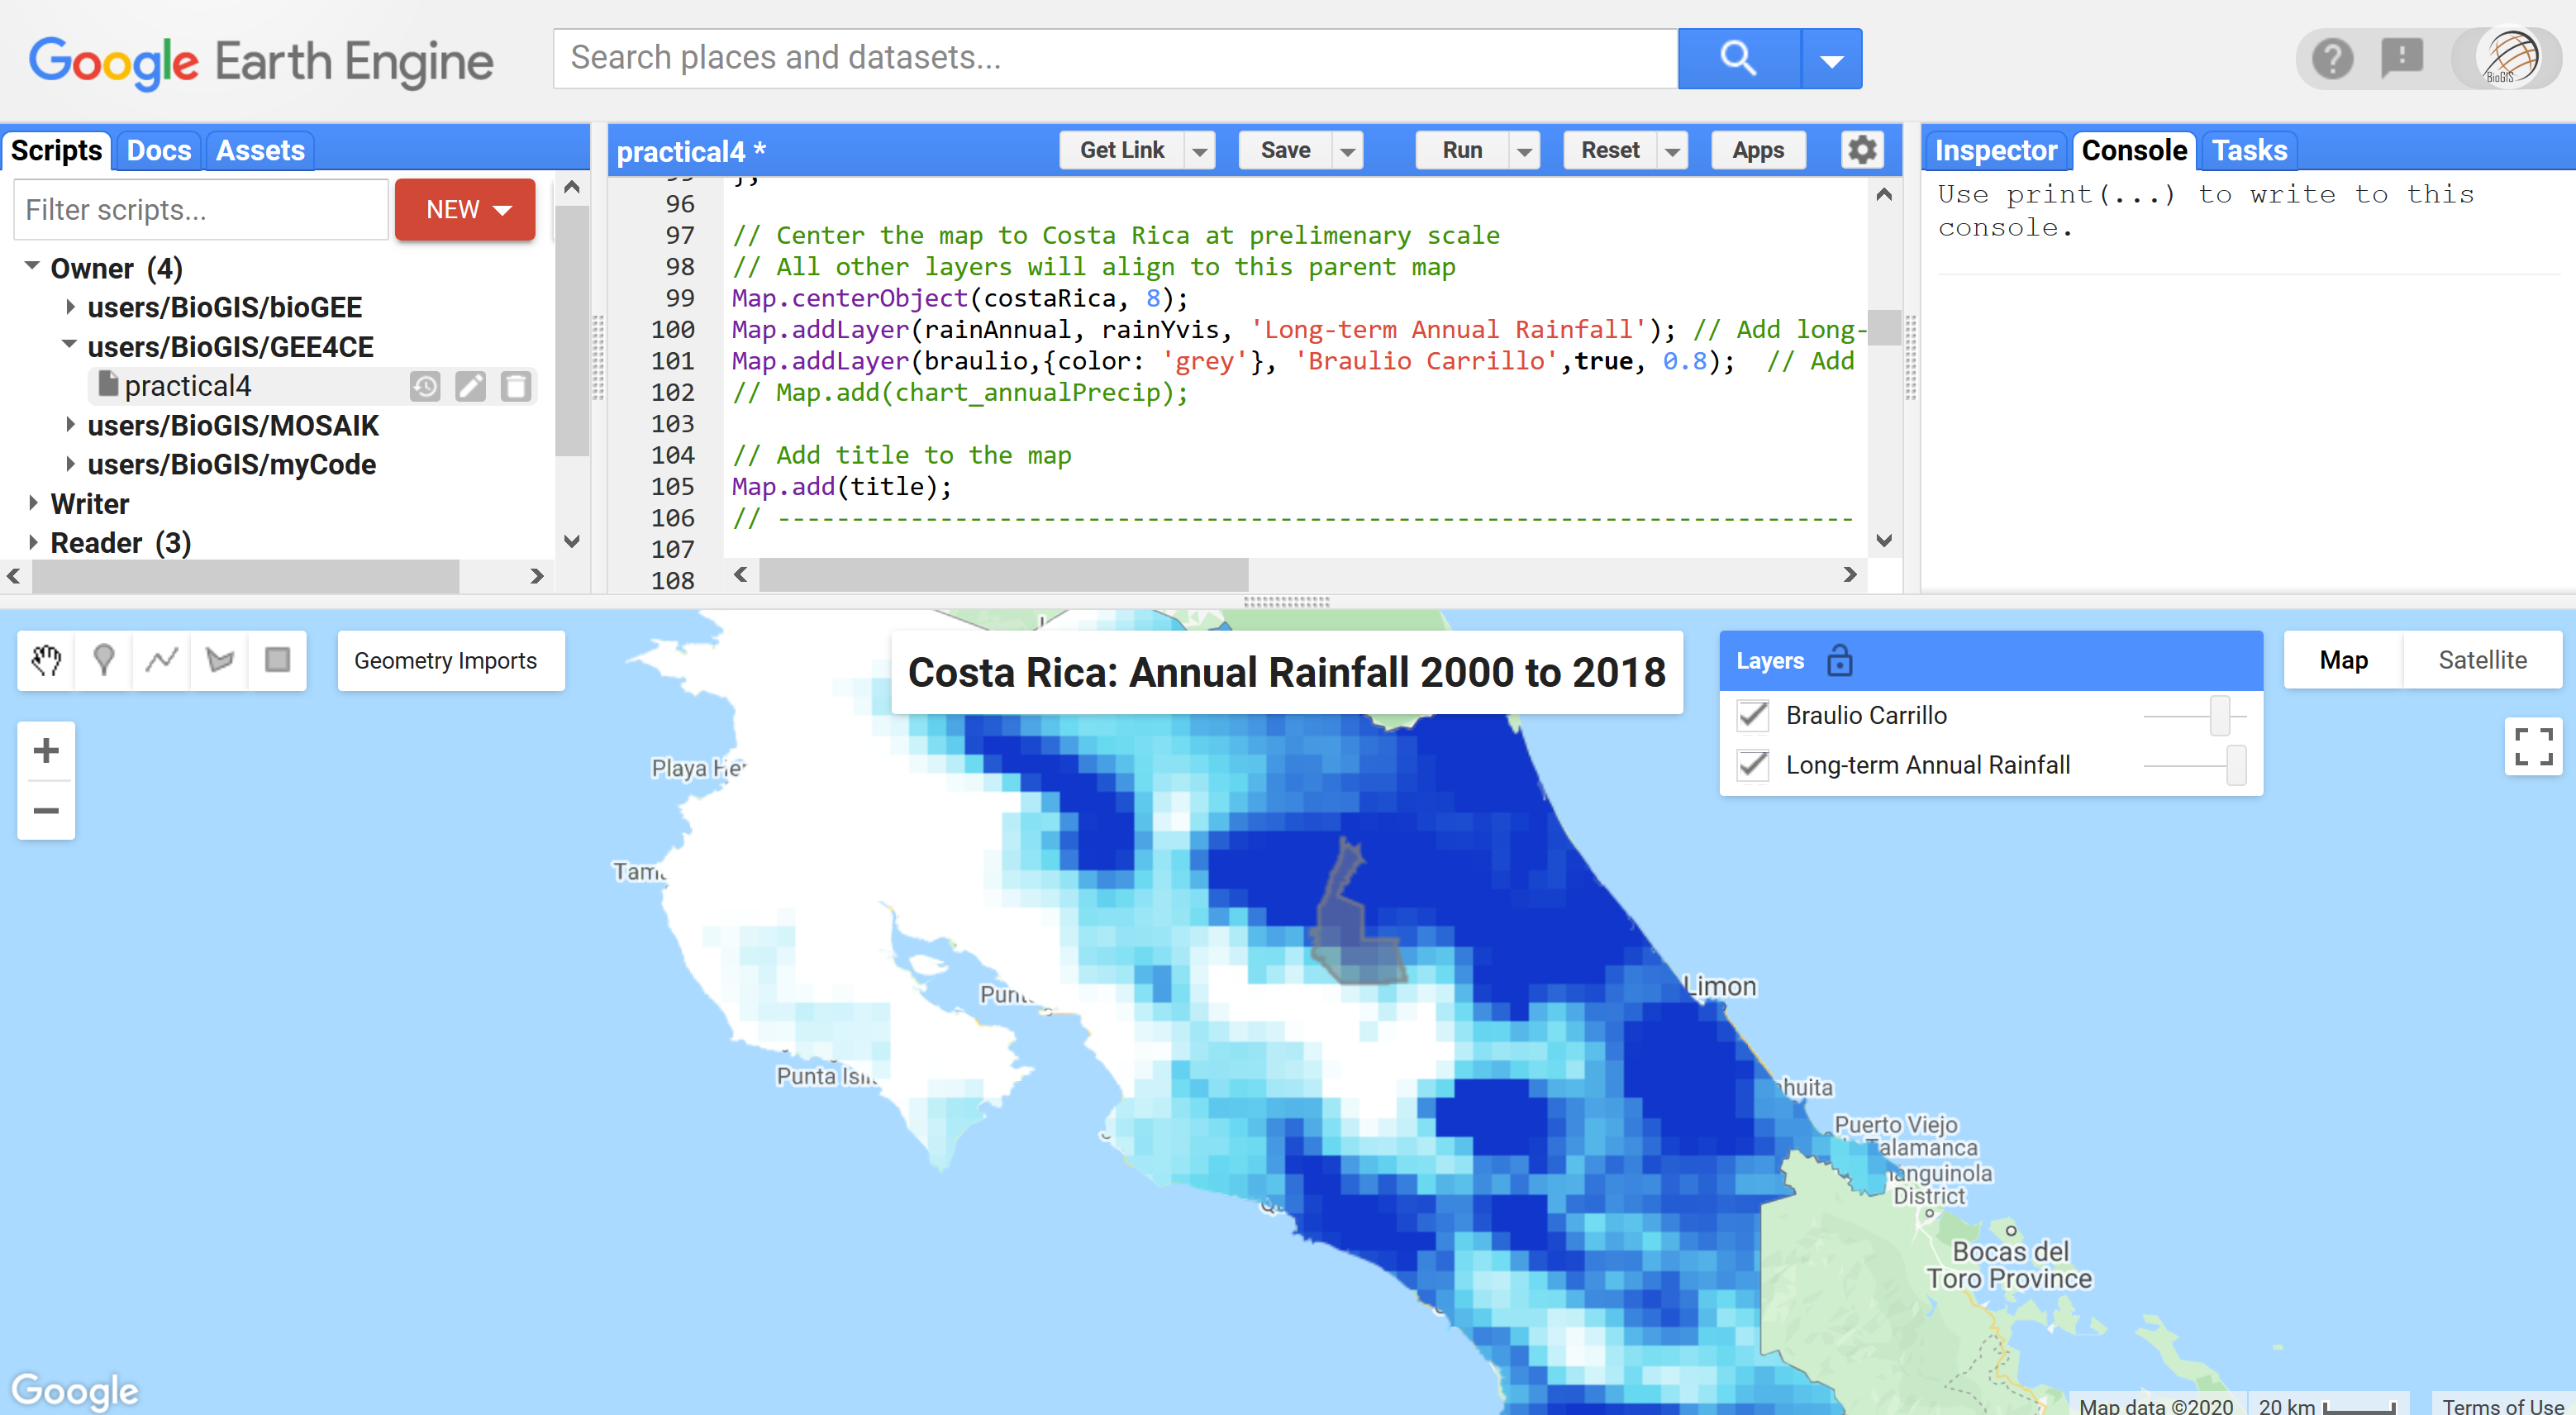 Google Earth Engine
Search places and datasets...
BioGIS
Scripts Docs Assets
Filter scripts...
NEW
Owner (4)
users/BioGIS/bioGEE
users/BioGIS/GEE4CE
practical4
users/BioGIS/MOSAIK
users/BioGIS/myCode
Writer
Reader (3)
practical4 *
Get Link Save Run Reset Apps
96
97 // Center the map to Costa Rica at prelimenary scale
98 // All other layers will align to this parent map
99 Map.centerObject(costaRica, 8);
100 Map.addLayer(rainAnnual, rainYvis, 'Long-term Annual Rainfall'); // Add long-
101 Map.addLayer(braulio,{color: 'grey'}, 'Braulio Carrillo',true, 0.8); // Add
102 // Map.add(chart_annualPrecip);
103
104 // Add title to the map
105 Map.add(title);
106 // -------------------------------------------------------------------------
107
108
Inspector Console Tasks
Use print(...) to write to this
console.
Geometry Imports
Costa Rica: Annual Rainfall 2000 to 2018
Layers
Braulio Carrillo
Long-term Annual Rainfall
Map Satellite
Playa
Limon
Punta
Puerto Viejo
District
Bocas del
Toro Province
Google
Map data ©2020 20 km Terms of Use